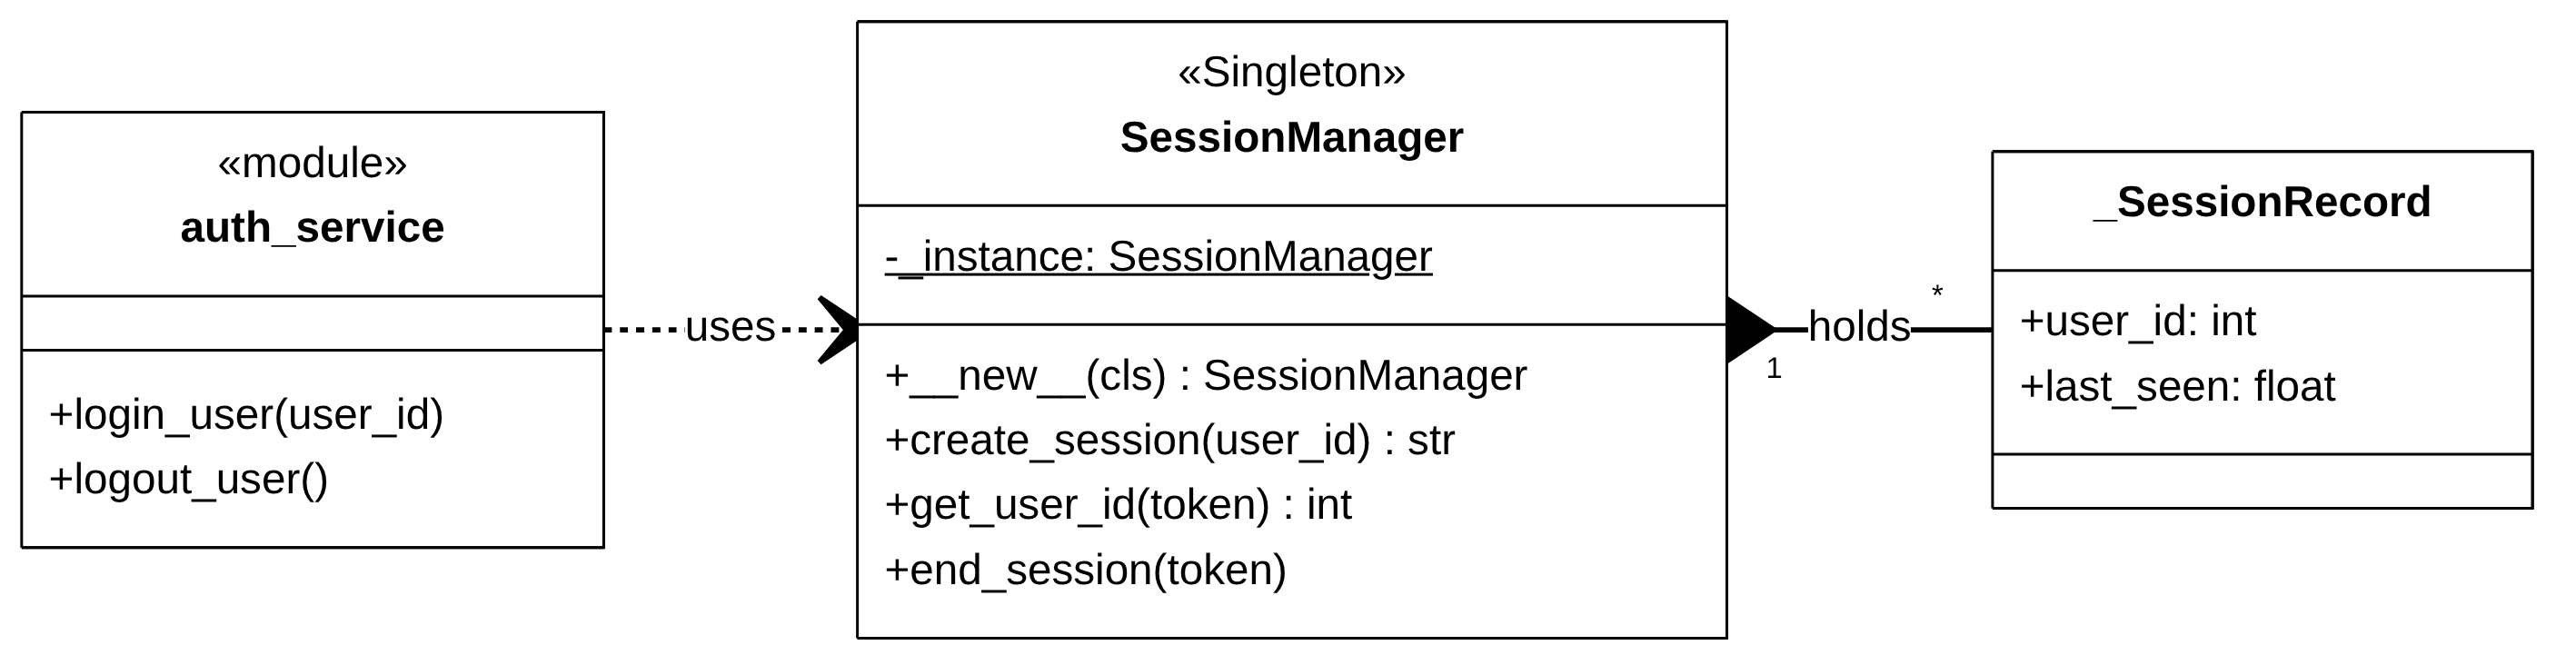 «module»
auth_service
+login_user(user_id)
+logout_user()
uses
«Singleton»
SessionManager
-_instance: SessionManager
+__new__(cls) : SessionManager
+create_session(user_id) : str
+get_user_id(token) : int
+end_session(token)
1
holds
*
_SessionRecord
+user_id: int
+last_seen: float